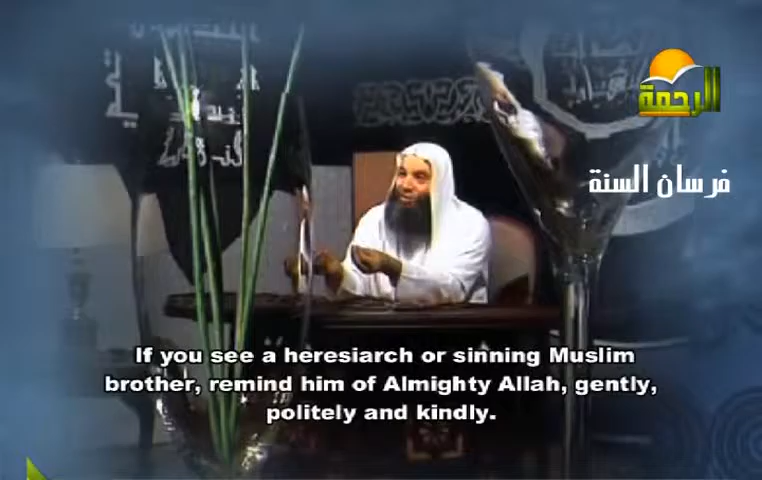 الرحمة
فرسان السنة
If you see a heresiarch or sinning Muslim
brother, remind him of Almighty Allah, gently,
politely and kindly.